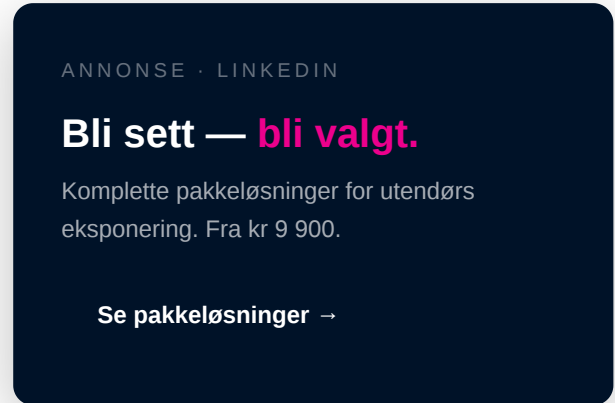 ANNONSE · LINKEDIN
Bli sett — bli valgt.
Komplette pakkeløsninger for utendørs
eksponering. Fra kr 9 900.
Se pakkeløsninger →